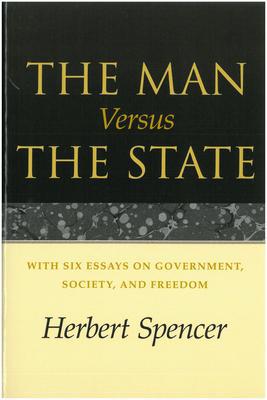 THE MAN
Versus
THE STATE
WITH SIX ESSAYS ON GOVERNMENT,
SOCIETY, AND FREEDOM
Herbert Spencer